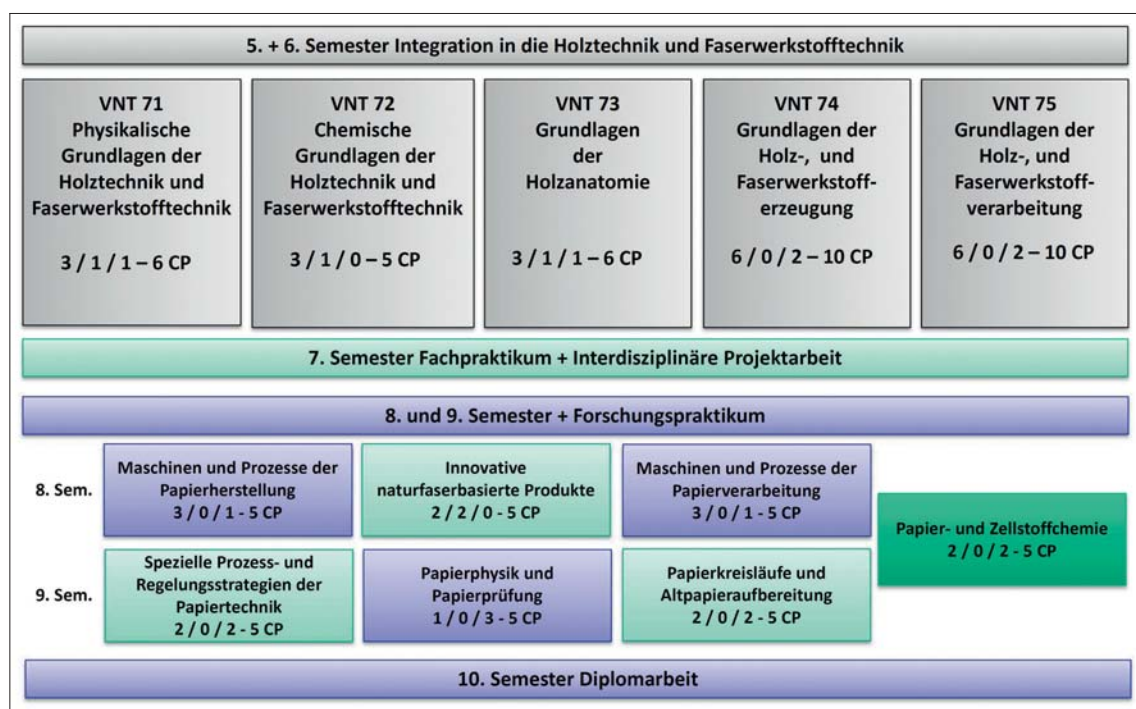 5. + 6. Semester Integration in die Holztechnik und Faserwerkstofftechnik
VNT 71
Physikalische
Grundlagen der
Holztechnik und
Faserwerkstofftechnik
3 / 1 / 1 – 6 CP
VNT 72
Chemische
Grundlagen der
Holztechnik und
Faserwerkstofftechnik
3 / 1 / 0 – 5 CP
VNT 73
Grundlagen
der
Holzanatomie
3 / 1 / 1 – 6 CP
VNT 74
Grundlagen der
Holz-, und
Faserwerkstoff-
erzeugung
6 / 0 / 2 – 10 CP
VNT 75
Grundlagen der
Holz-, und
Faserwerkstoff-
verarbeitung
6 / 0 / 2 – 10 CP
7. Semester Fachpraktikum + Interdisziplinäre Projektarbeit
8. und 9. Semester + Forschungspraktikum
8. Sem.
Maschinen und Prozesse der
Papierherstellung
3 / 0 / 1 - 5 CP
Innovative
naturfaserbasierte Produkte
2 / 2 / 0 - 5 CP
Maschinen und Prozesse der
Papierverarbeitung
3 / 0 / 1 - 5 CP
Papier- und Zellstoffchemie
2 / 0 / 2 - 5 CP
9. Sem.
Spezielle Prozess- und
Regelungsstrategien der
Papiertechnik
2 / 0 / 2 - 5 CP
Papierphysik und
Papierprüfung
1 / 0 / 3 - 5 CP
Papierkreisläufe und
Altpapieraufbereitung
2 / 0 / 2 - 5 CP
10. Semester Diplomarbeit